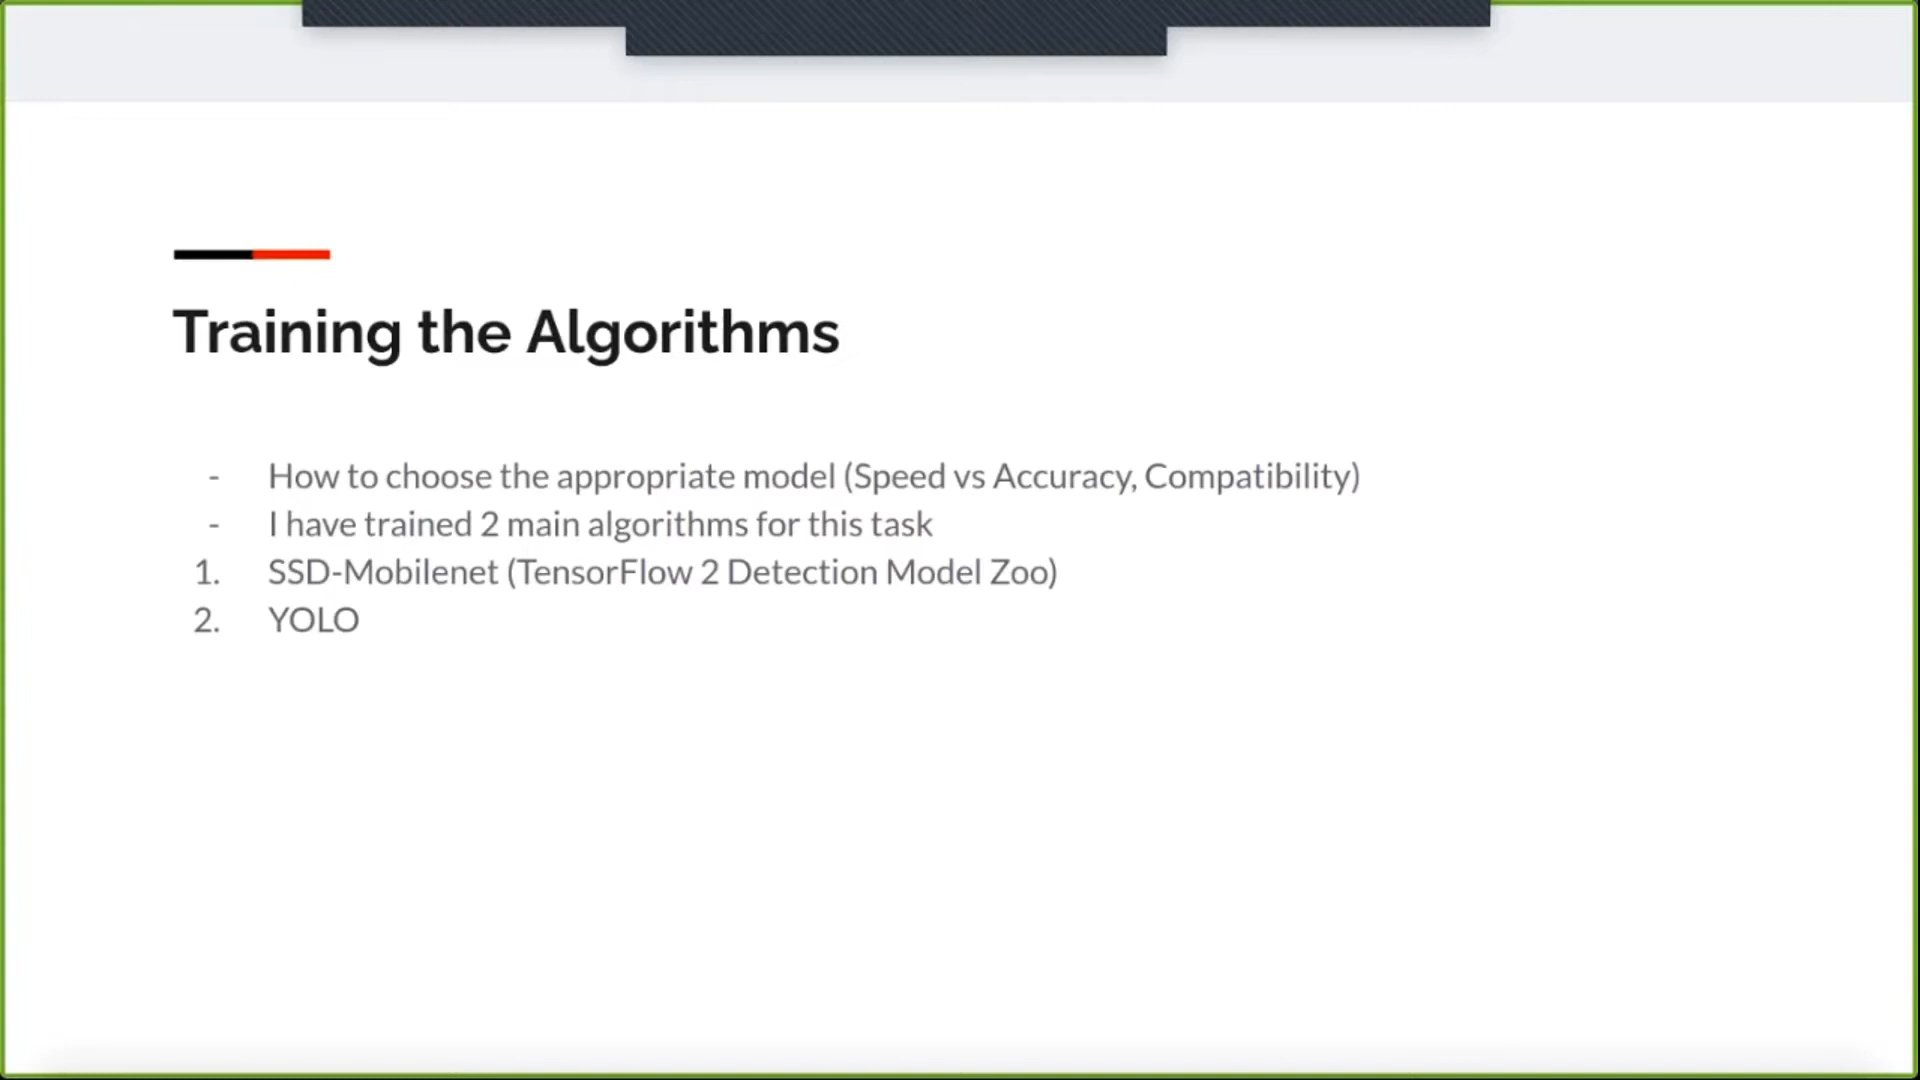 Training the Algorithms
- How to choose the appropriate model (Speed vs Accuracy, Compatibility)
- I have trained 2 main algorithms for this task
1. SSD-Mobilenet (TensorFlow 2 Detection Model Zoo)
2. YOLO